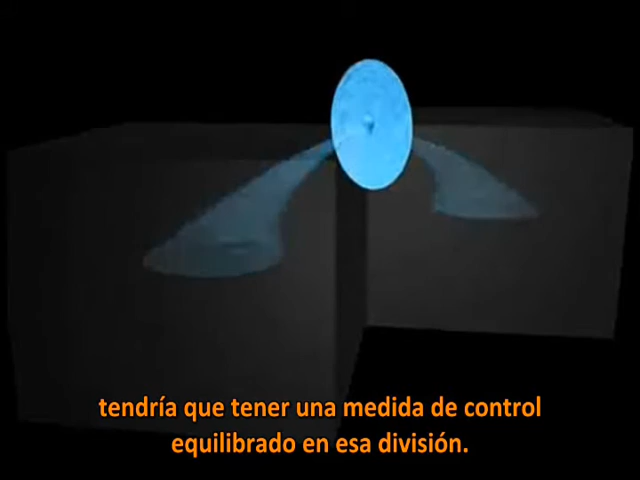 tendría que tener una medida de control
equilibrado en esa división.